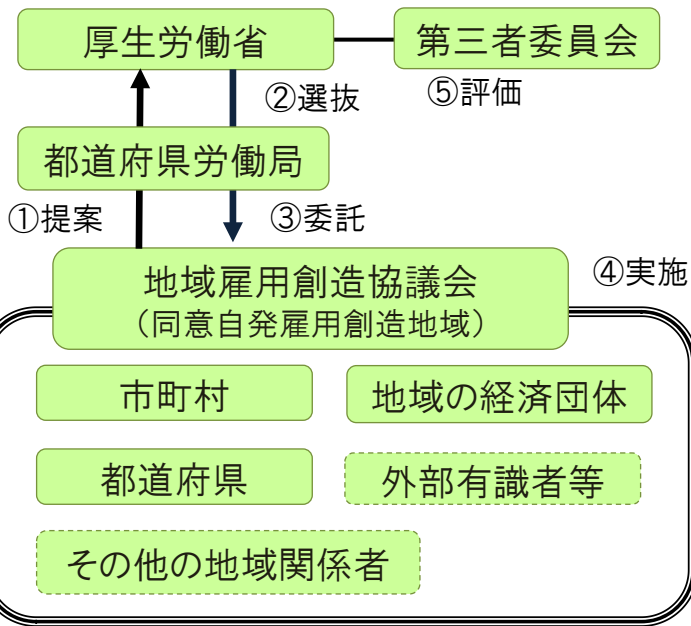 厚生労働省
第三者委員会
②選抜
⑤評価
都道府県労働局
①提案
③委託
地域雇用創造協議会
（同意自発雇用創造地域）
④実施
市町村
地域の経済団体
都道府県
外部有識者等
その他の地域関係者